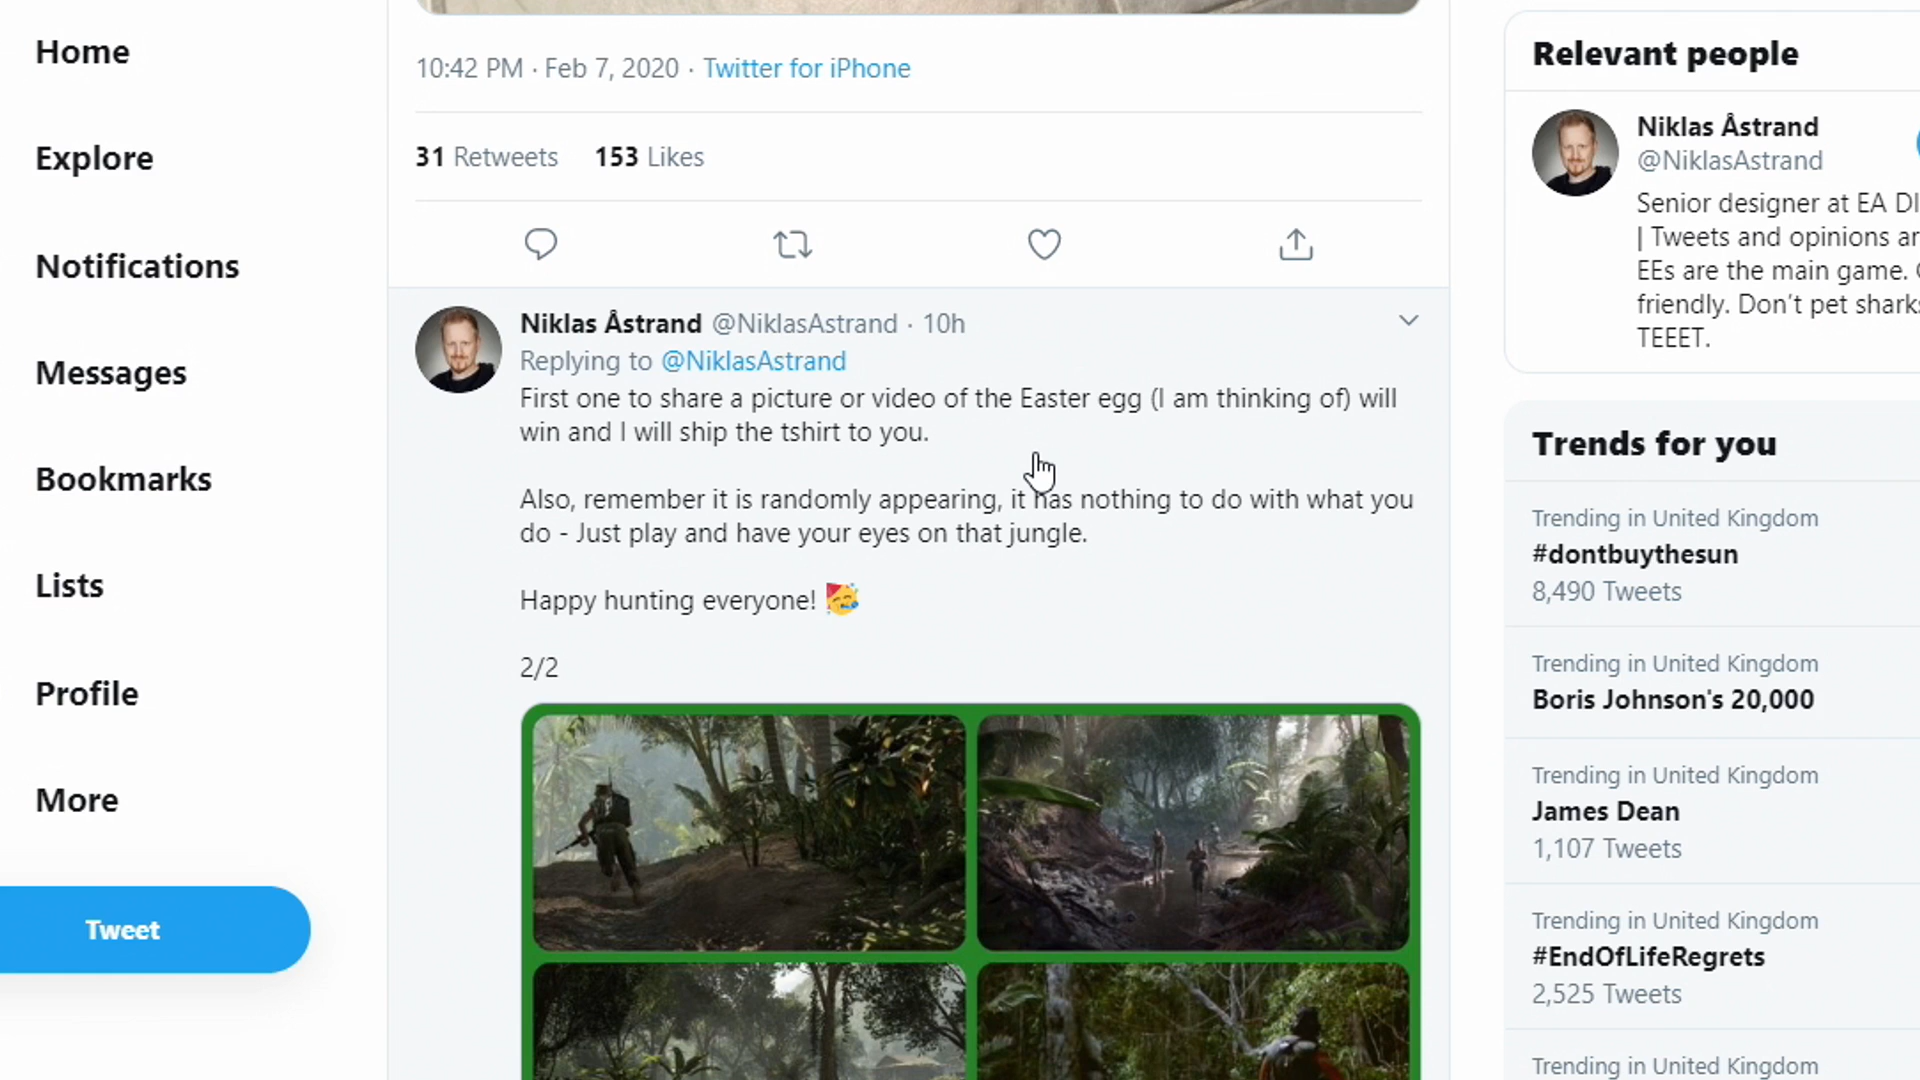 Home
Explore
Notifications
Messages
Bookmarks
Lists
Profile
More
Tweet
10:42 PM · Feb 7, 2020 · Twitter for iPhone
31 Retweets 153 Likes
Niklas Åstrand @NiklasAstrand · 10h
Replying to @NiklasAstrand
First one to share a picture or video of the Easter egg (I am thinking of) will
win and I will ship the tshirt to you.
Also, remember it is randomly appearing, it has nothing to do with what you
do - Just play and have your eyes on that jungle.
Happy hunting everyone! 🥳
2/2
Relevant people
Niklas Åstrand
@NiklasAstrand
Senior designer at EA
| Tweets and opinions
EEs are the main game.
friendly. Don't pet sharks
TEEET.
Trends for you
Trending in United Kingdom
#dontbuythesun
8,490 Tweets
Trending in United Kingdom
Boris Johnson's 20,000
Trending in United Kingdom
James Dean
1,107 Tweets
Trending in United Kingdom
#EndOfLifeRegrets
2,525 Tweets
Trending in United Kingdom